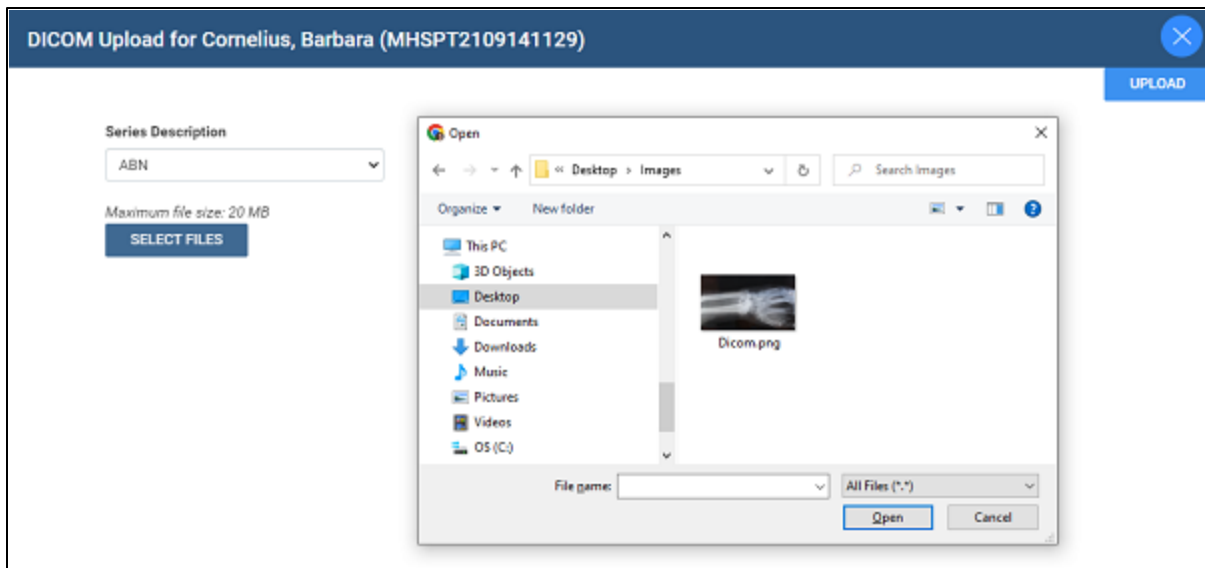 DICOM Upload for Cornelius, Barbara (MHSPT2109141129)
UPLOAD
Series Description
ABN
Maximum file size: 20 MB
SELECT FILES
Open
« Desktop › Images
Search Images
Organize
New folder
This PC
3D Objects
Desktop
Documents
Downloads
Music
Pictures
Videos
OS (C:)
Dicom.png
File name:
All Files (*.*)
Open
Cancel